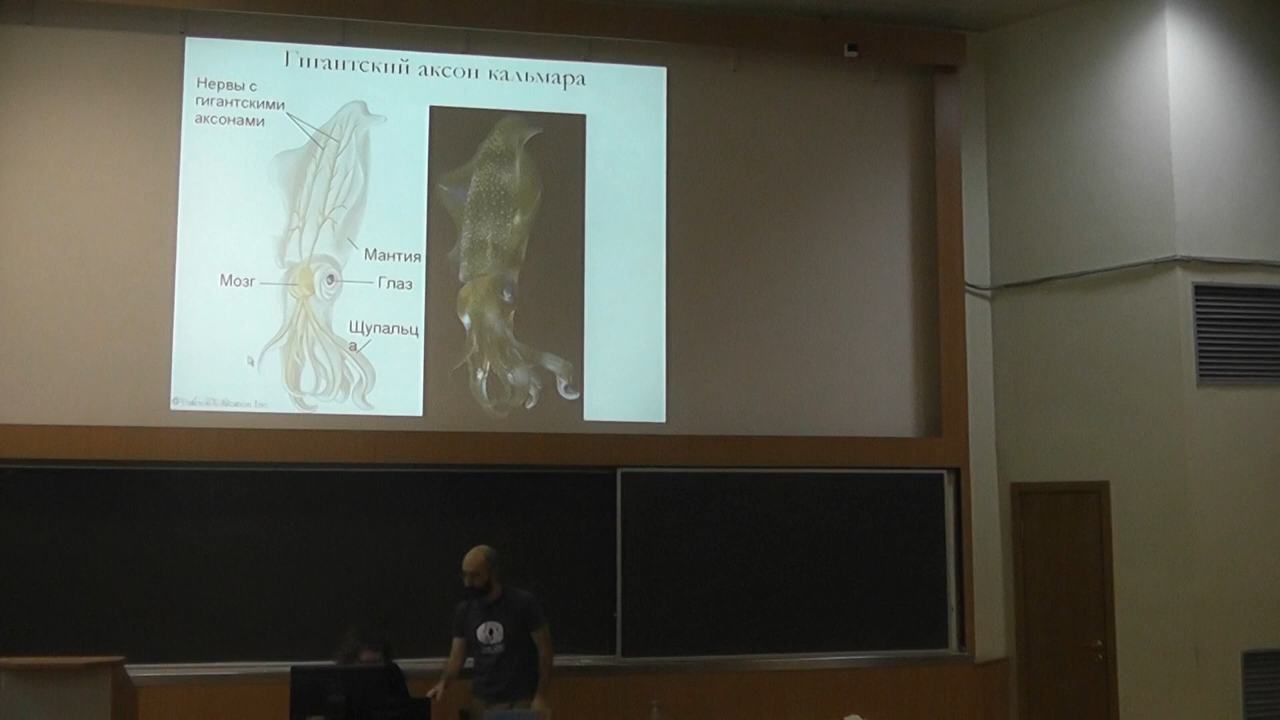 Гигантский аксон кальмара
Нервы с
гигантскими
аксонами
Мантия
Мозг
Глаз
Щупальц
а